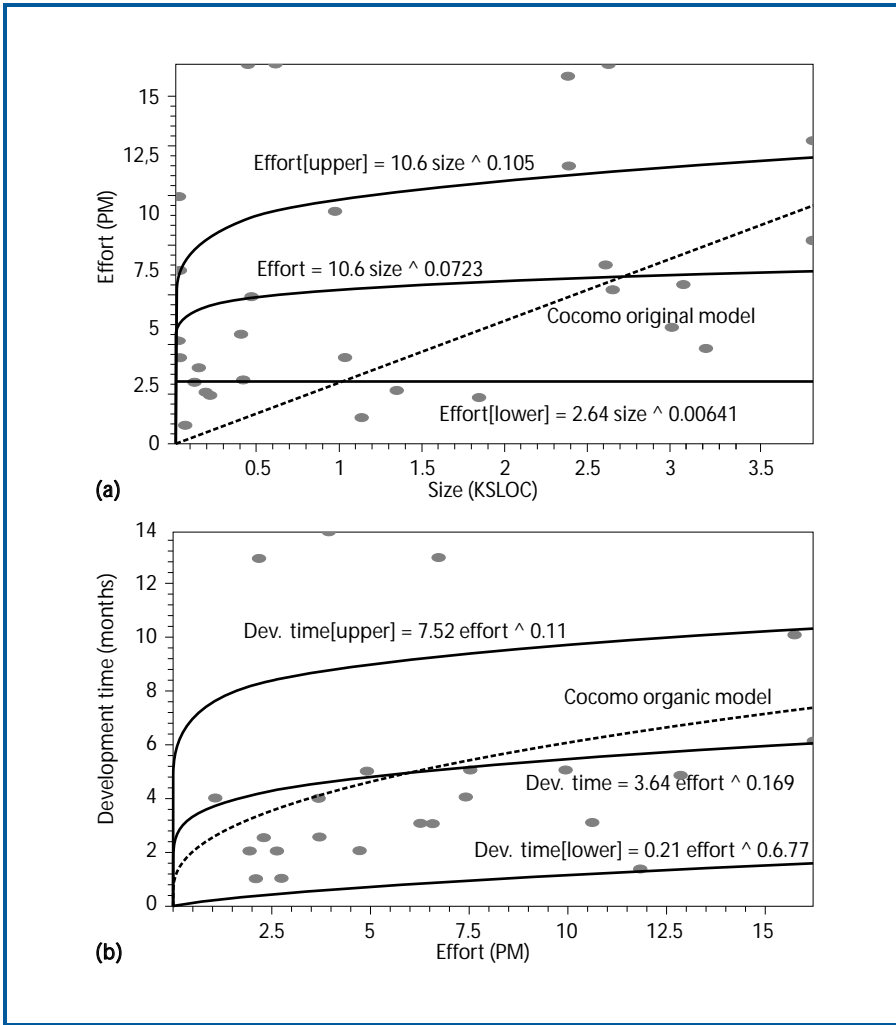 15
12.5
10
7.5
5
2.5
0
Effort (PM)
Effort[upper] = 10.6 size ^ 0.105
Effort = 10.6 size ^ 0.0723
Cocomo original model
Effort[lower] = 2.64 size ^ 0.00641
0.5 1 1.5 2 2.5 3 3.5
(a)
Size (KSLOC)
14
12
10
8
6
4
2
0
Development time (months)
Dev. time[upper] = 7.52 effort ^ 0.11
Cocomo organic model
Dev. time = 3.64 effort ^ 0.169
Dev. time[lower] = 0.21 effort ^ 0.6.77
2.5 5 7.5 10 12.5 15
(b)
Effort (PM)